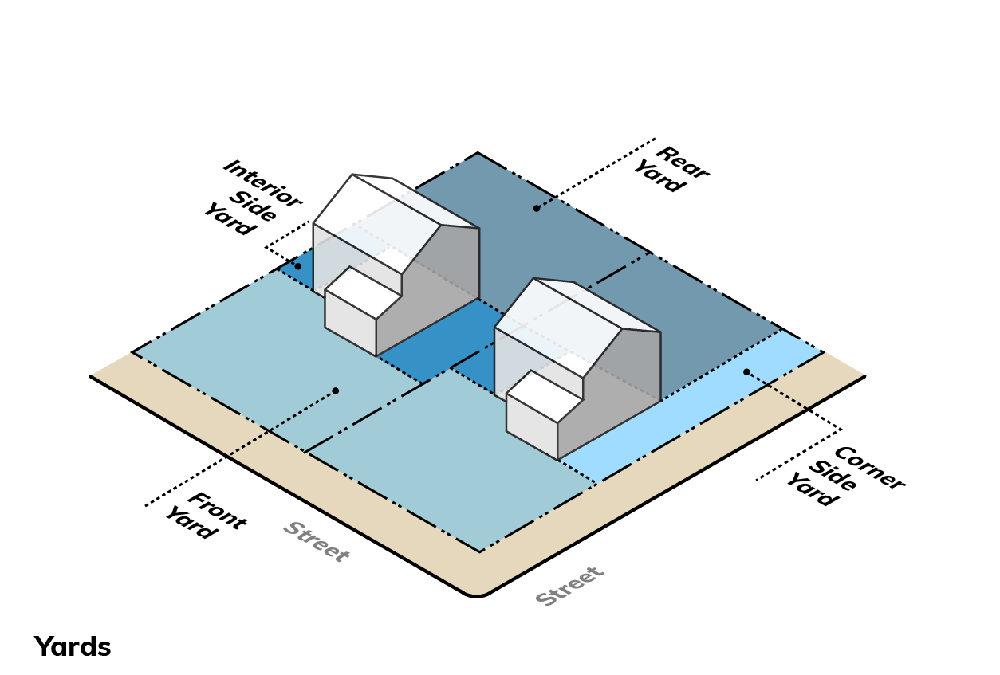 Interior
Side
Yard
Rear
Yard
Corner
Side
Yard
Front
Yard
Street
Street
Yards